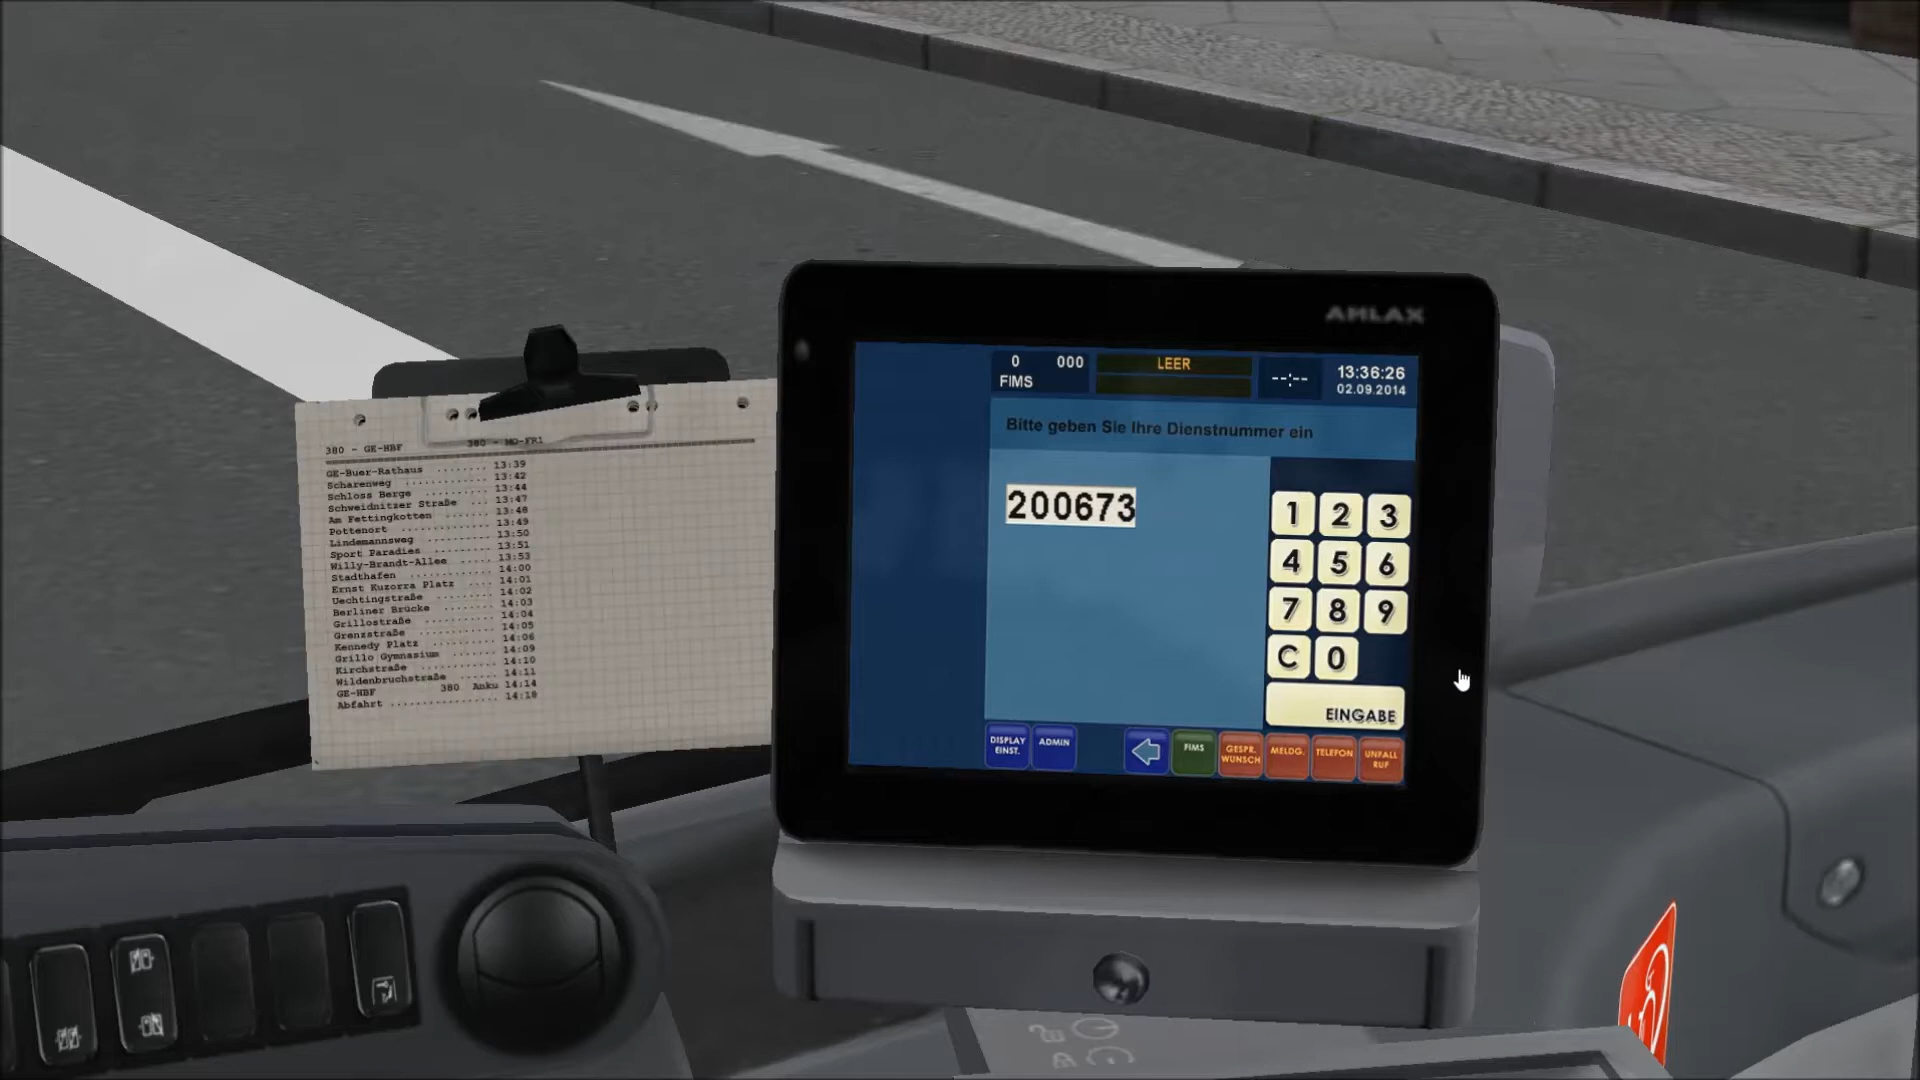 AHLAX
0 000 LEER --:-- 13:36:26
FIMS 02.09.2014
Bitte geben Sie Ihre Dienstnummer ein
200673
1 2 3
4 5 6
7 8 9
C 0
EINGABE
DISPLAY EINST. ADMIN FIMS GESPR. WUNSCH MELDG. TELEFON UNFALL RUF
380 - GE-HBF 380 - MO-FR1
GE-Buer-Rathaus ........ 13:39
Scharenweg ............. 13:42
Schloss Berge .......... 13:44
Schweidnitzer Straße ... 13:47
Am Fettingkotten ....... 13:48
Pottenort .............. 13:49
Lindemannsweg .......... 13:50
Sport Paradies ......... 13:51
Willy-Brandt-Allee ..... 13:53
Stadthafen ............. 14:00
Ernst Kuzorra Platz .... 14:01
Uechtingstraße ......... 14:02
Berliner Brücke ........ 14:03
Grillostraße ........... 14:04
Grenzstraße ............ 14:05
Kennedy Platz .......... 14:06
Grillo Gymnasium ....... 14:09
Kirchstraße ............ 14:10
Wildenbruchstraße ...... 14:11
GE-HBF 380 Anku 14:14
Abfahrt ................ 14:18